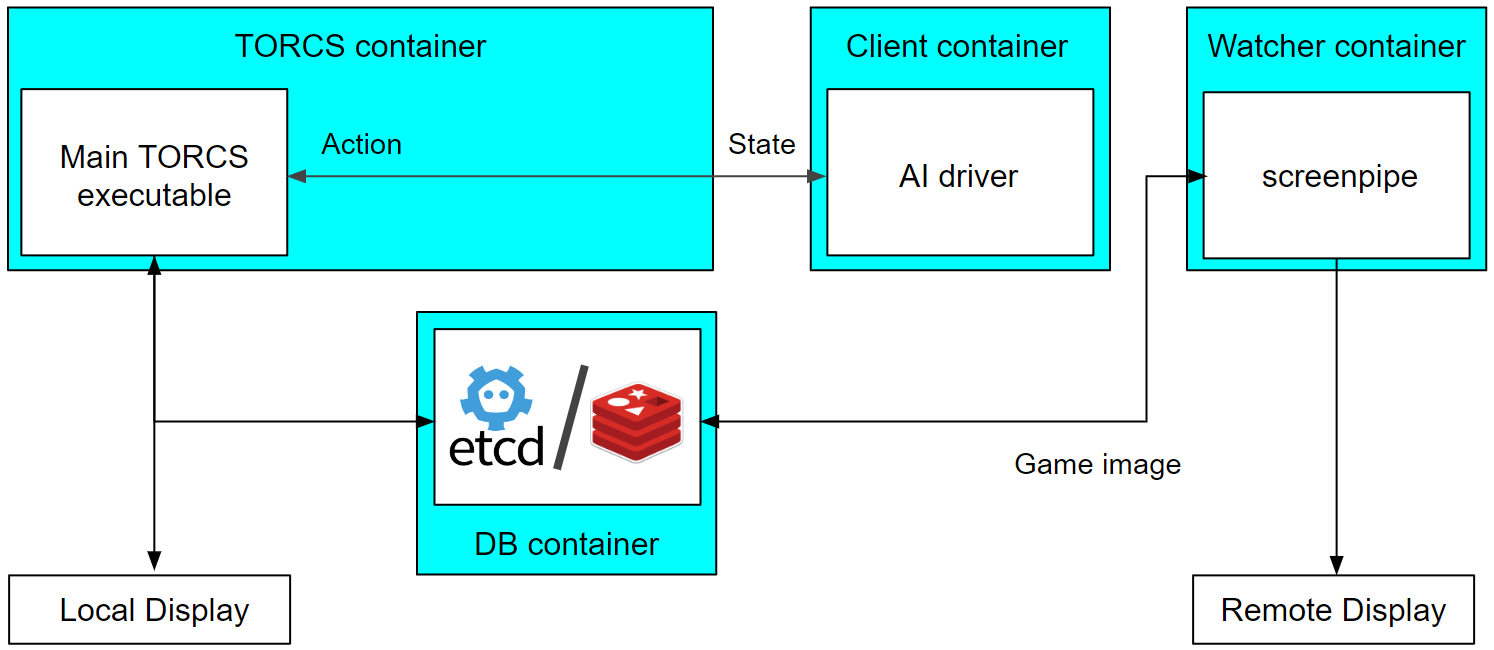 TORCS container
Client container
Watcher container
Main TORCS
executable
Action
State
AI driver
screenpipe
etcd
Game image
DB container
Local Display
Remote Display